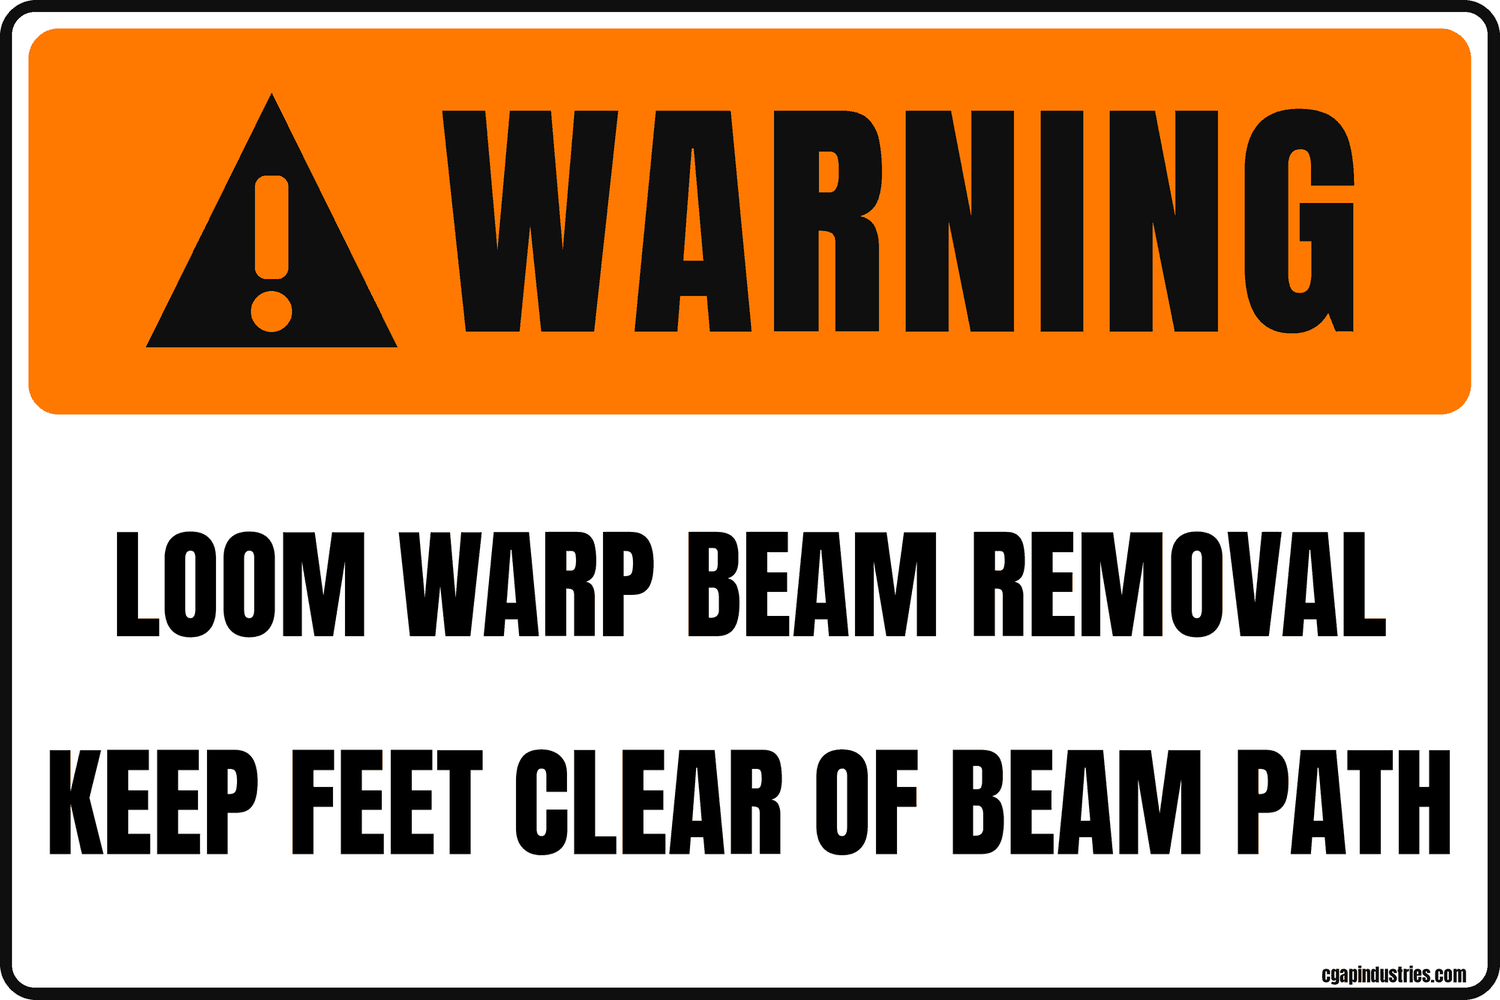 WARNING
LOOM WARP BEAM REMOVAL
KEEP FEET CLEAR OF BEAM PATH
cgapindustries.com